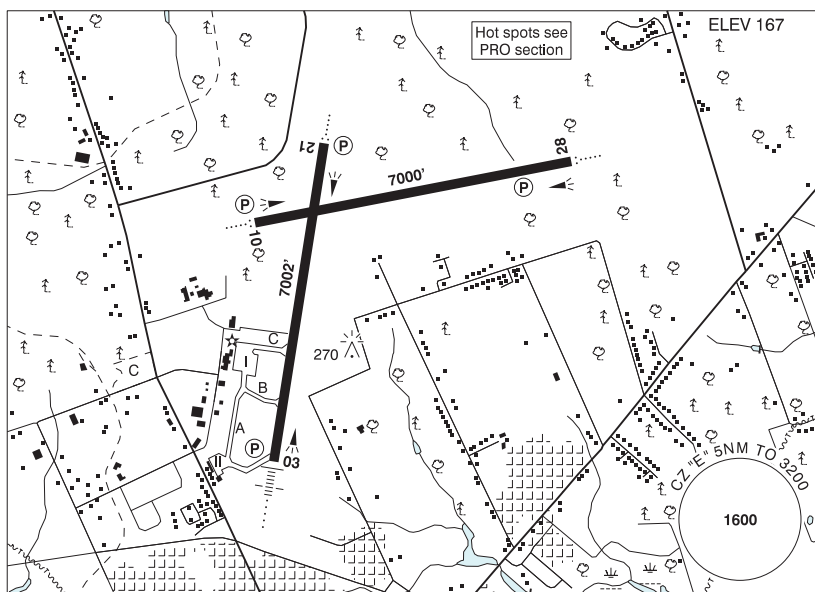 Hot spots see
PRO section
ELEV 167
21
P
28
7000'
P
P
10
7002'
C
270
I
C
B
A
P
II
03
CZ "E" 5NM TO 3200
1600